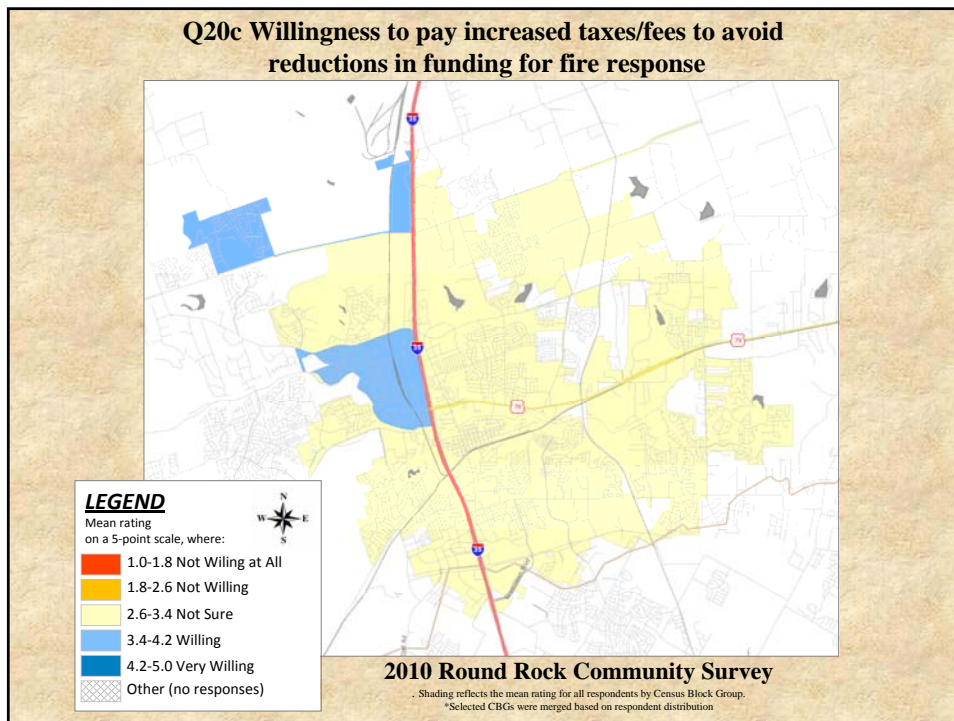 Q20c Willingness to pay increased taxes/fees to avoid
reductions in funding for fire response
35
35
79
79
35
LEGEND
Mean rating
on a 5-point scale, where:
N
W E
S
1.0-1.8 Not Wiling at All
1.8-2.6 Not Willing
2.6-3.4 Not Sure
3.4-4.2 Willing
4.2-5.0 Very Willing
Other (no responses)
2010 Round Rock Community Survey
. Shading reflects the mean rating for all respondents by Census Block Group.
*Selected CBGs were merged based on respondent distribution